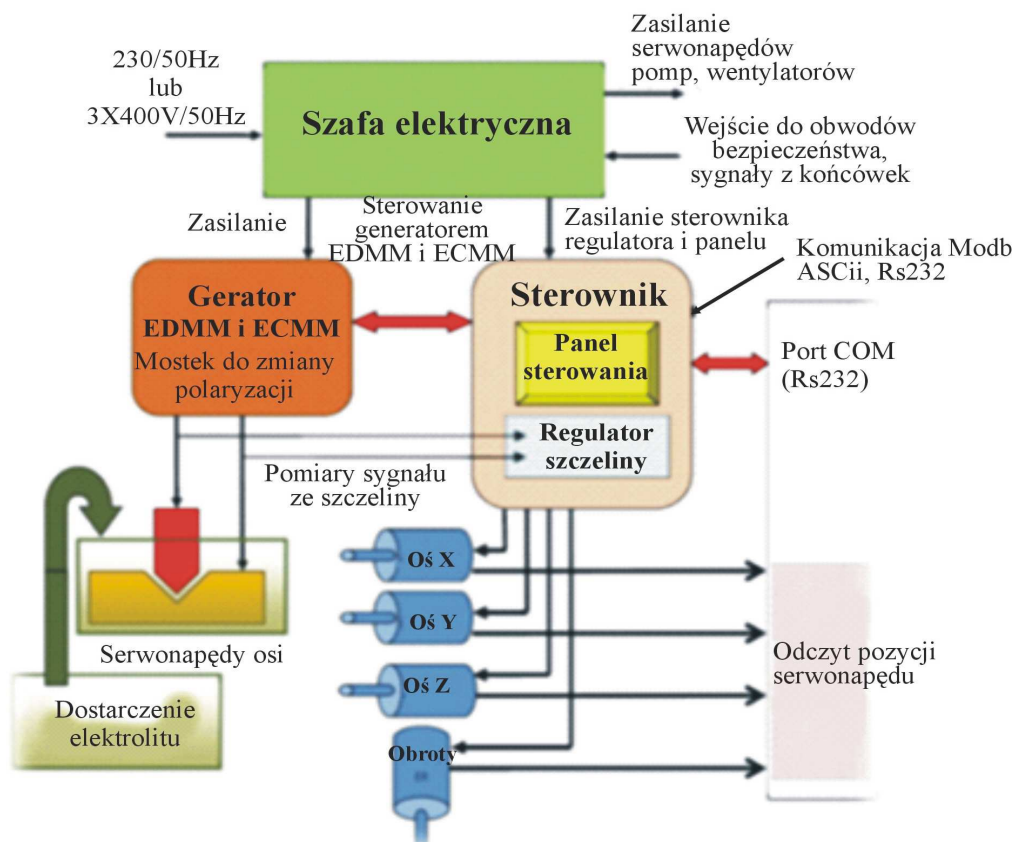 230/50Hz
lub
3X400V/50Hz
Szafa elektryczna
Zasilanie
serwonapędów
pomp, wentylatorów
Wejście do obwodów
bezpieczeństwa,
sygnały z końcówek
Zasilanie
Sterowanie
generatorem
EDMM i ECMM
Zasilanie sterownika
regulatora i panelu
Komunikacja Modb
ASCii, Rs232
Gerator
EDMM i ECMM
Mostek do zmiany
polaryzacji
Sterownik
Panel
sterowania
Regulator
szczeliny
Port COM
(Rs232)
Pomiary sygnału
ze szczeliny
Oś X
Oś Y
Oś Z
Obroty
Serwonapędy osi
Dostarczenie
elektrolitu
Odczyt pozycji
serwonapędu